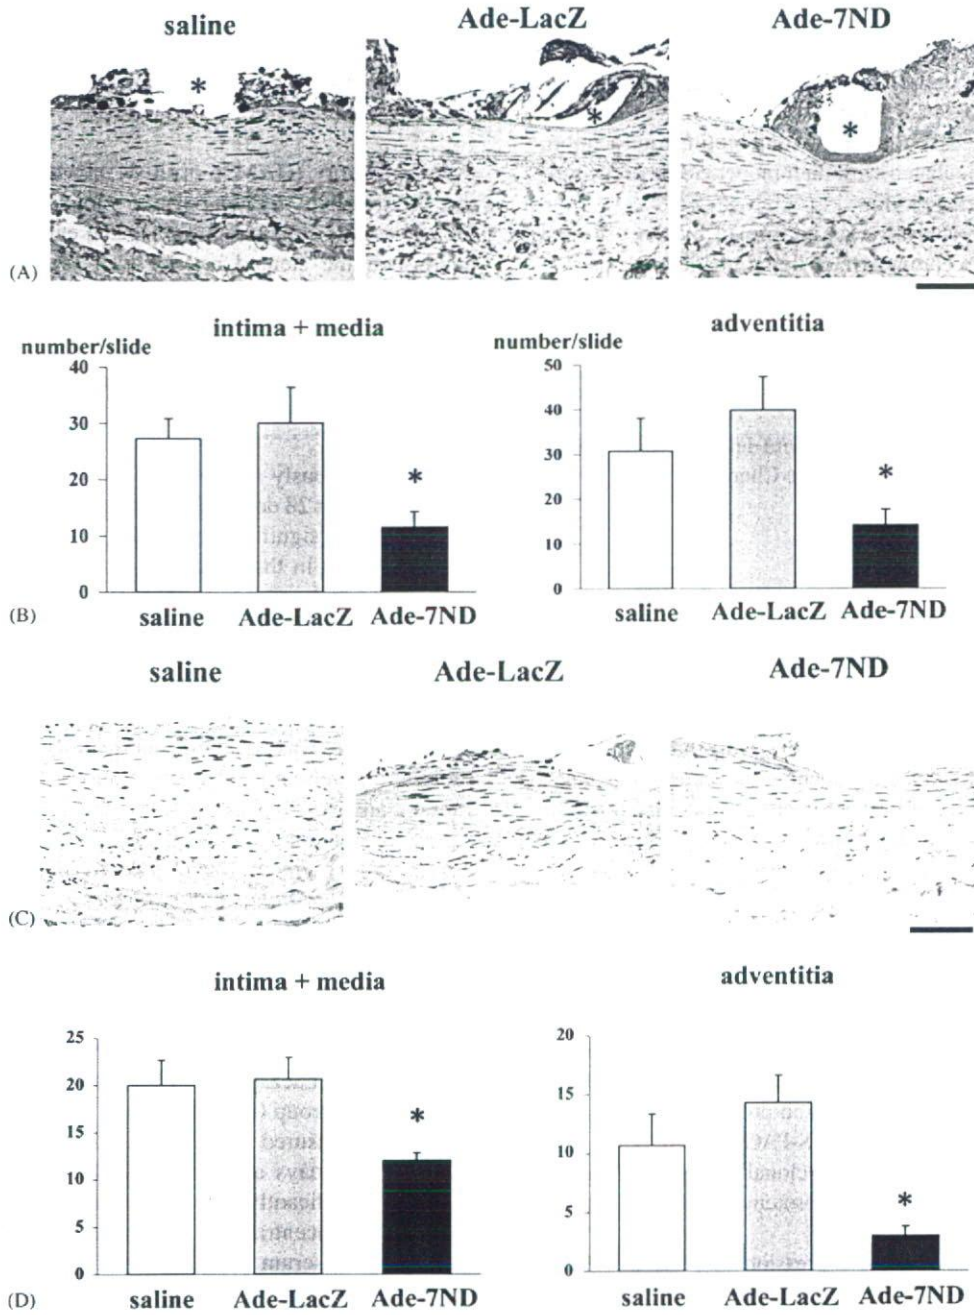 saline Ade-LacZ Ade-7ND
* * *
(A)
intima + media adventitia
number/slide number/slide
40 50
30 40
20 30
10 20
0 10
0
* *
(B)
saline Ade-LacZ Ade-7ND saline Ade-LacZ Ade-7ND
saline Ade-LacZ Ade-7ND
(C)
intima + media adventitia
25 20
20 15
15 10
10 5
5 0
0
* *
(D)
saline Ade-LacZ Ade-7ND saline Ade-LacZ Ade-7ND